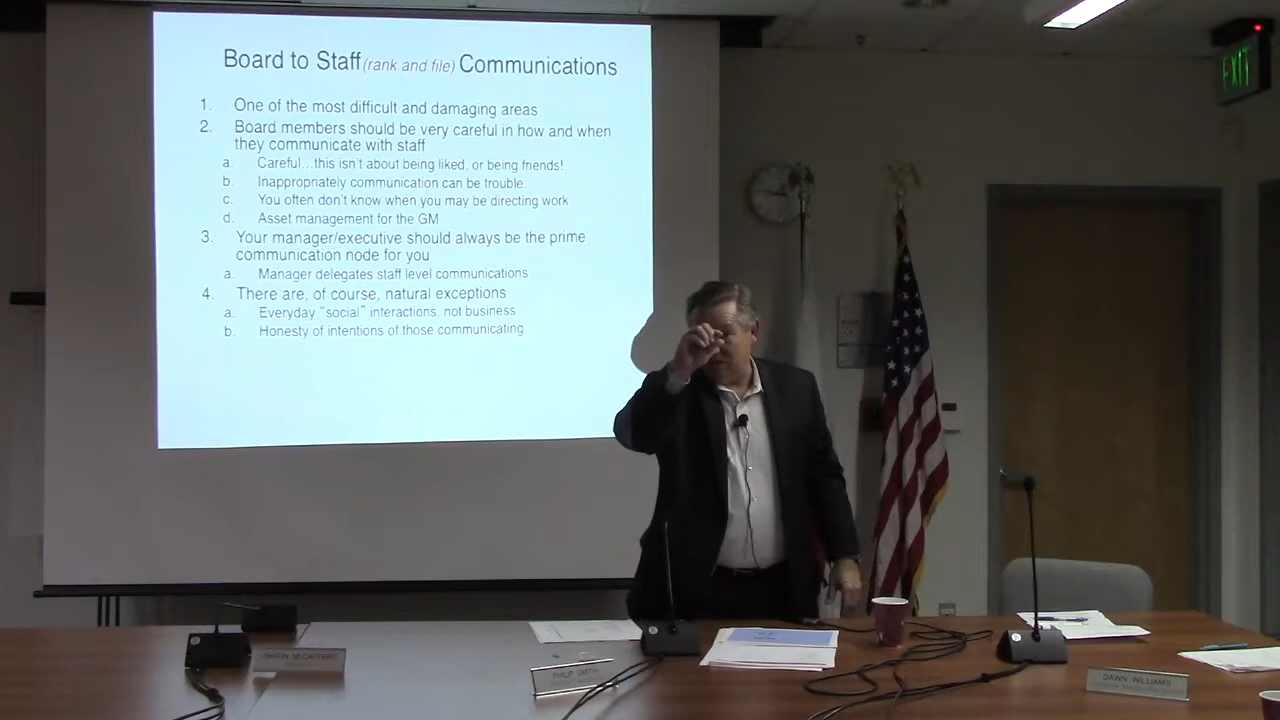 Board to Staff (rank and file) Communications
1. One of the most difficult and damaging areas
2. Board members should be very careful in how and when
they communicate with staff
a. Careful...this isn't about being liked, or being friends!
b. Inappropriately communication can be trouble.
c. You often don't know when you may be directing work
d. Asset management for the GM
3. Your manager/executive should always be the prime
communication node for you
a. Manager delegates staff level communications
4. There are, of course, natural exceptions
a. Everyday "social" interactions, not business
b. Honesty of intentions of those communicating
EXIT
SHAUN McCAFFERY
PHILIP SMITH
DAWN WILLIAMS